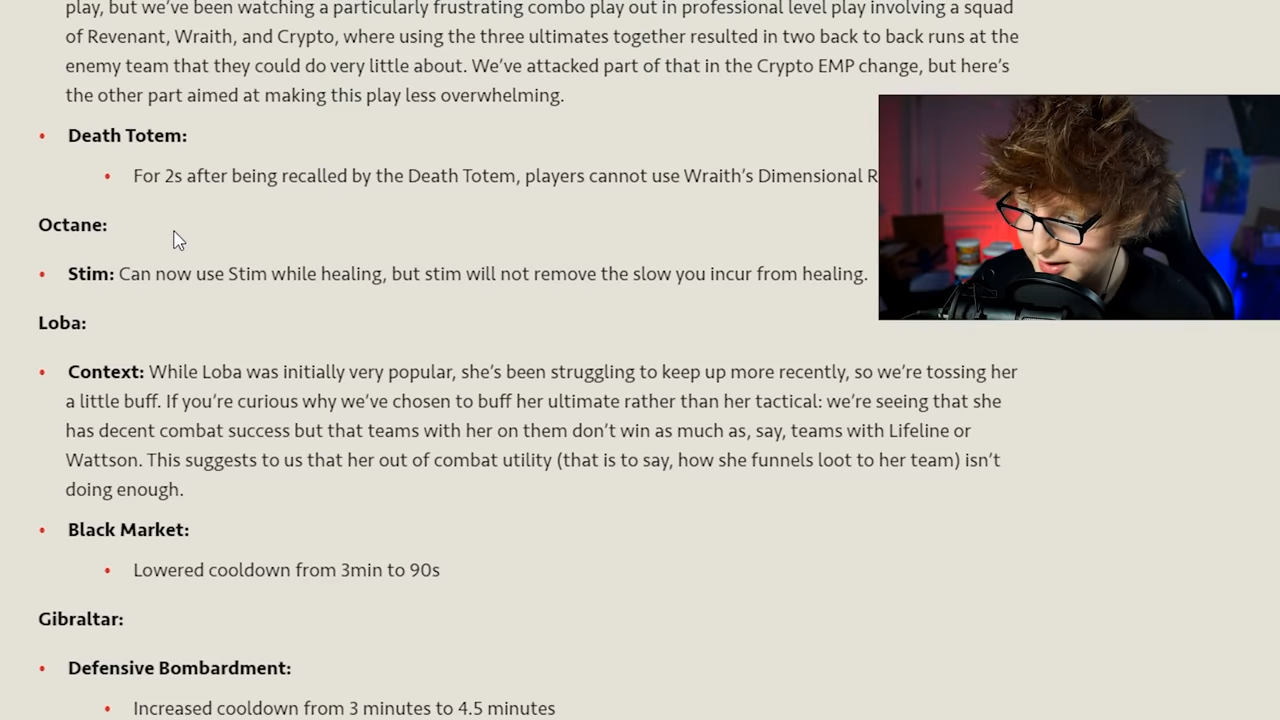 play, but we’ve been watching a particularly frustrating combo play out in professional level play involving a squad
of Revenant, Wraith, and Crypto, where using the three ultimates together resulted in two back to back runs at the
enemy team that they could do very little about. We’ve attacked part of that in the Crypto EMP change, but here’s
the other part aimed at making this play less overwhelming.
• Death Totem:
• For 2s after being recalled by the Death Totem, players cannot use Wraith’s Dimensional R
Octane:
• Stim: Can now use Stim while healing, but stim will not remove the slow you incur from healing.
Loba:
• Context: While Loba was initially very popular, she’s been struggling to keep up more recently, so we’re tossing her
a little buff. If you’re curious why we’ve chosen to buff her ultimate rather than her tactical: we’re seeing that she
has decent combat success but that teams with her on them don’t win as much as, say, teams with Lifeline or
Wattson. This suggests to us that her out of combat utility (that is to say, how she funnels loot to her team) isn’t
doing enough.
• Black Market:
• Lowered cooldown from 3min to 90s
Gibraltar:
• Defensive Bombardment:
• Increased cooldown from 3 minutes to 4.5 minutes